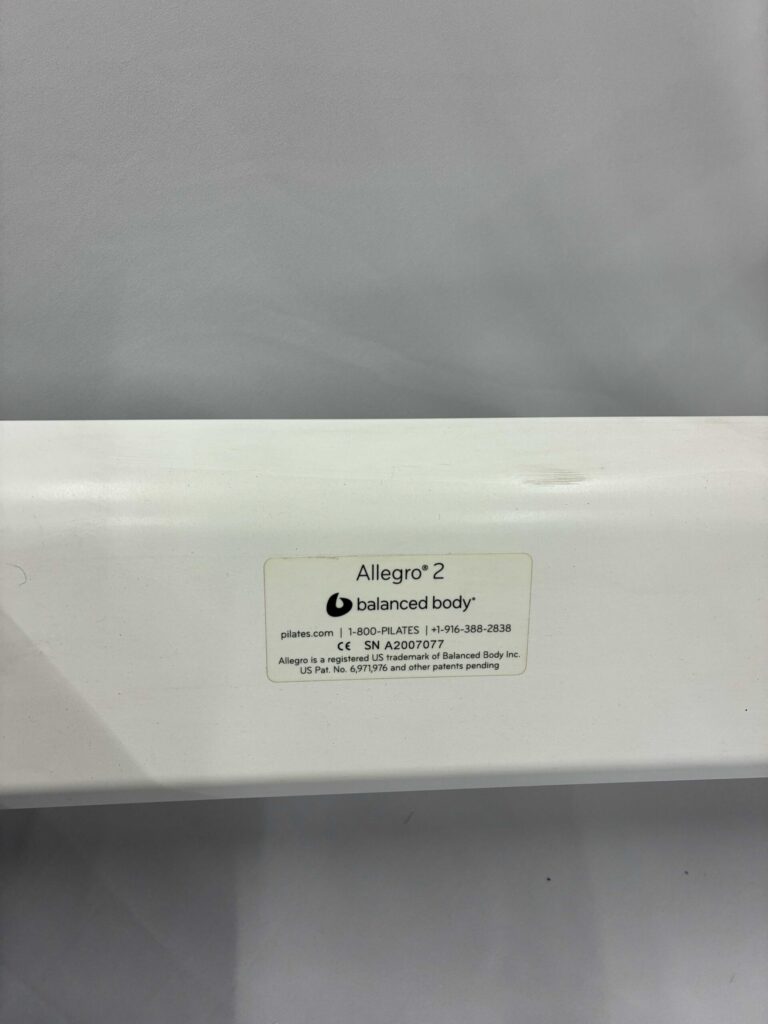 Allegro® 2
balanced body®
pilates.com | 1-800-PILATES | +1-916-388-2838
CE SN A2007077
Allegro is a registered US trademark of Balanced Body Inc.
US Pat. No. 6,971,976 and other patents pending